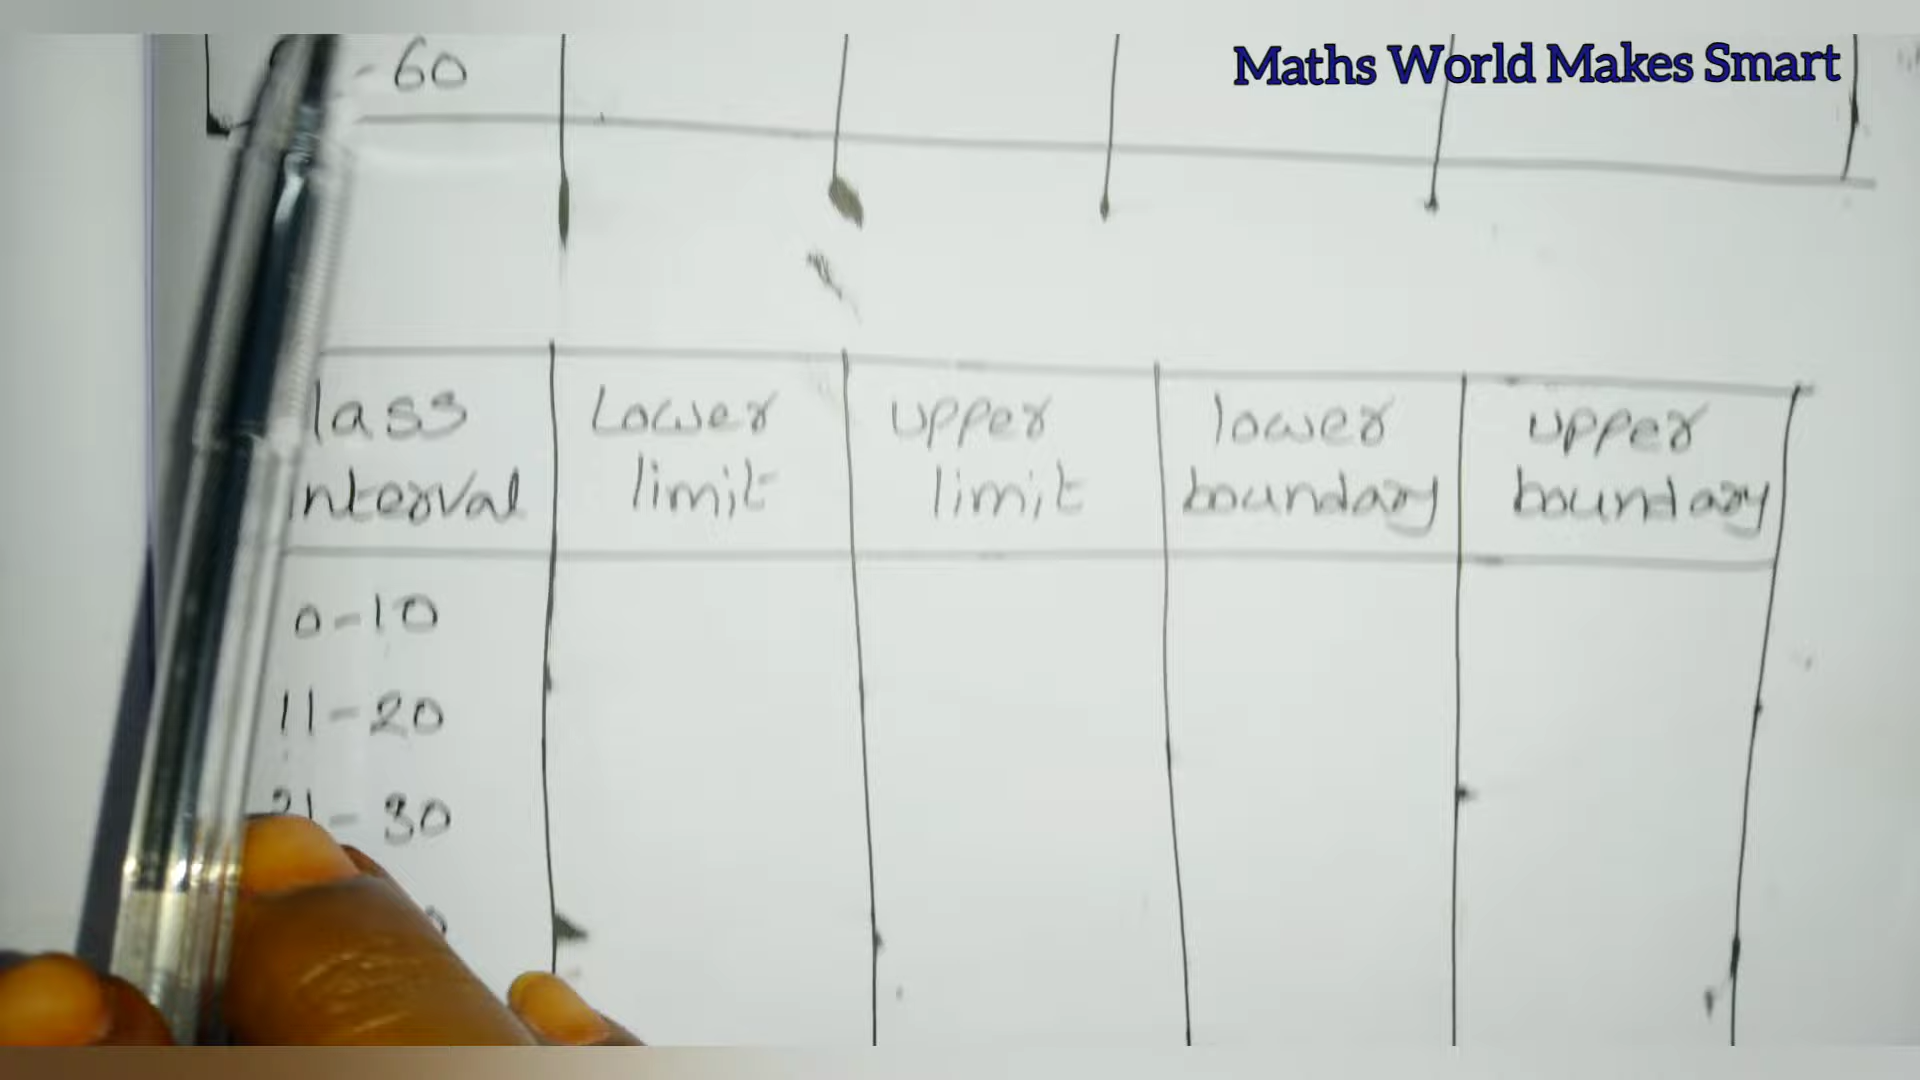 Maths World Makes Smart
-60
lass Lower upper lower upper
interval limit limit boundary boundary
0-10
11-20
21-30